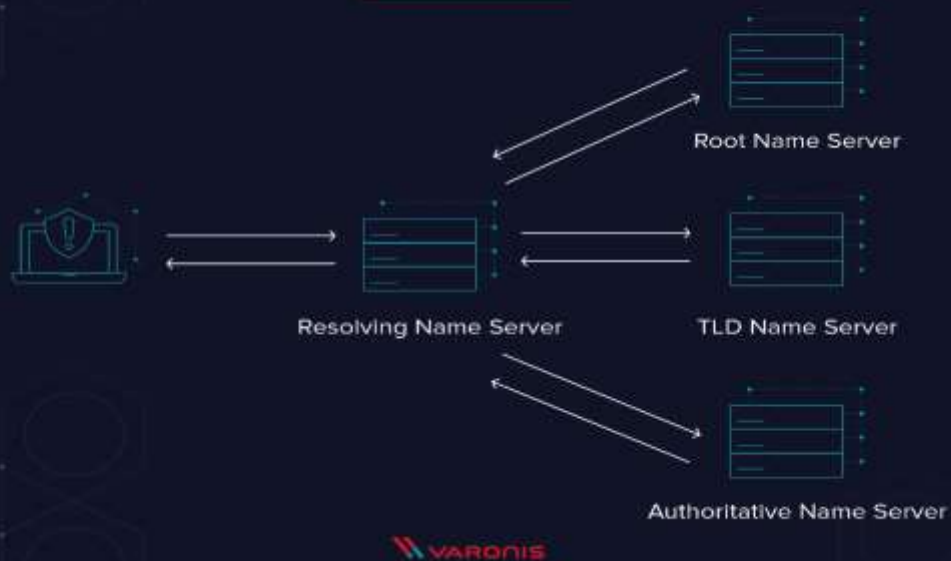 Root Name Server
Resolving Name Server
TLD Name Server
Authoritative Name Server
VARONIS